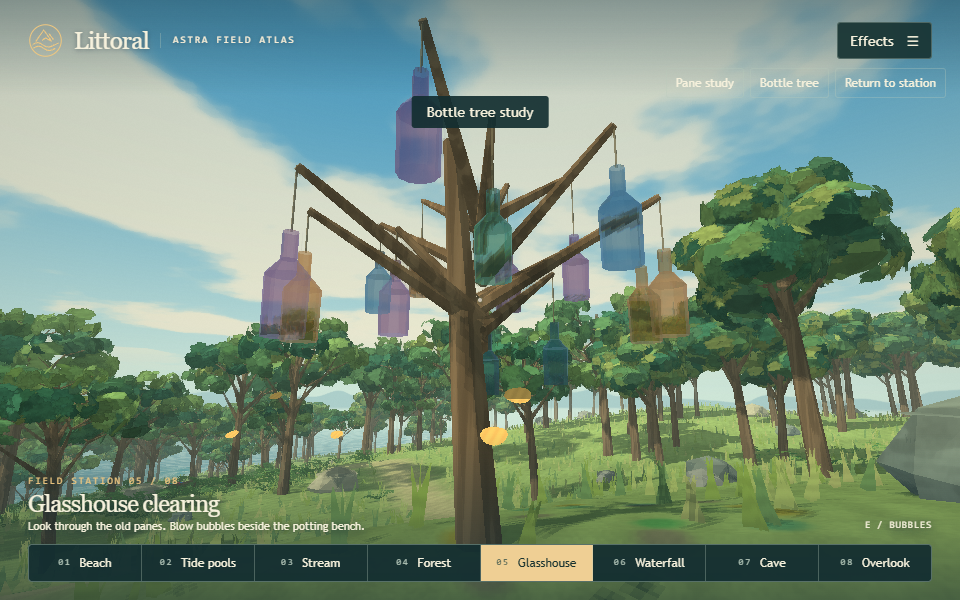 Littoral
ASTRA FIELD ATLAS
Effects
Pane study
Bottle tree
Return to station
Bottle tree study
FIELD STATION 05 / 08
Glasshouse clearing
Look through the old panes. Blow bubbles beside the potting bench.
E / BUBBLES
01 Beach
02 Tide pools
03 Stream
04 Forest
05 Glasshouse
06 Waterfall
07 Cave
08 Overlook